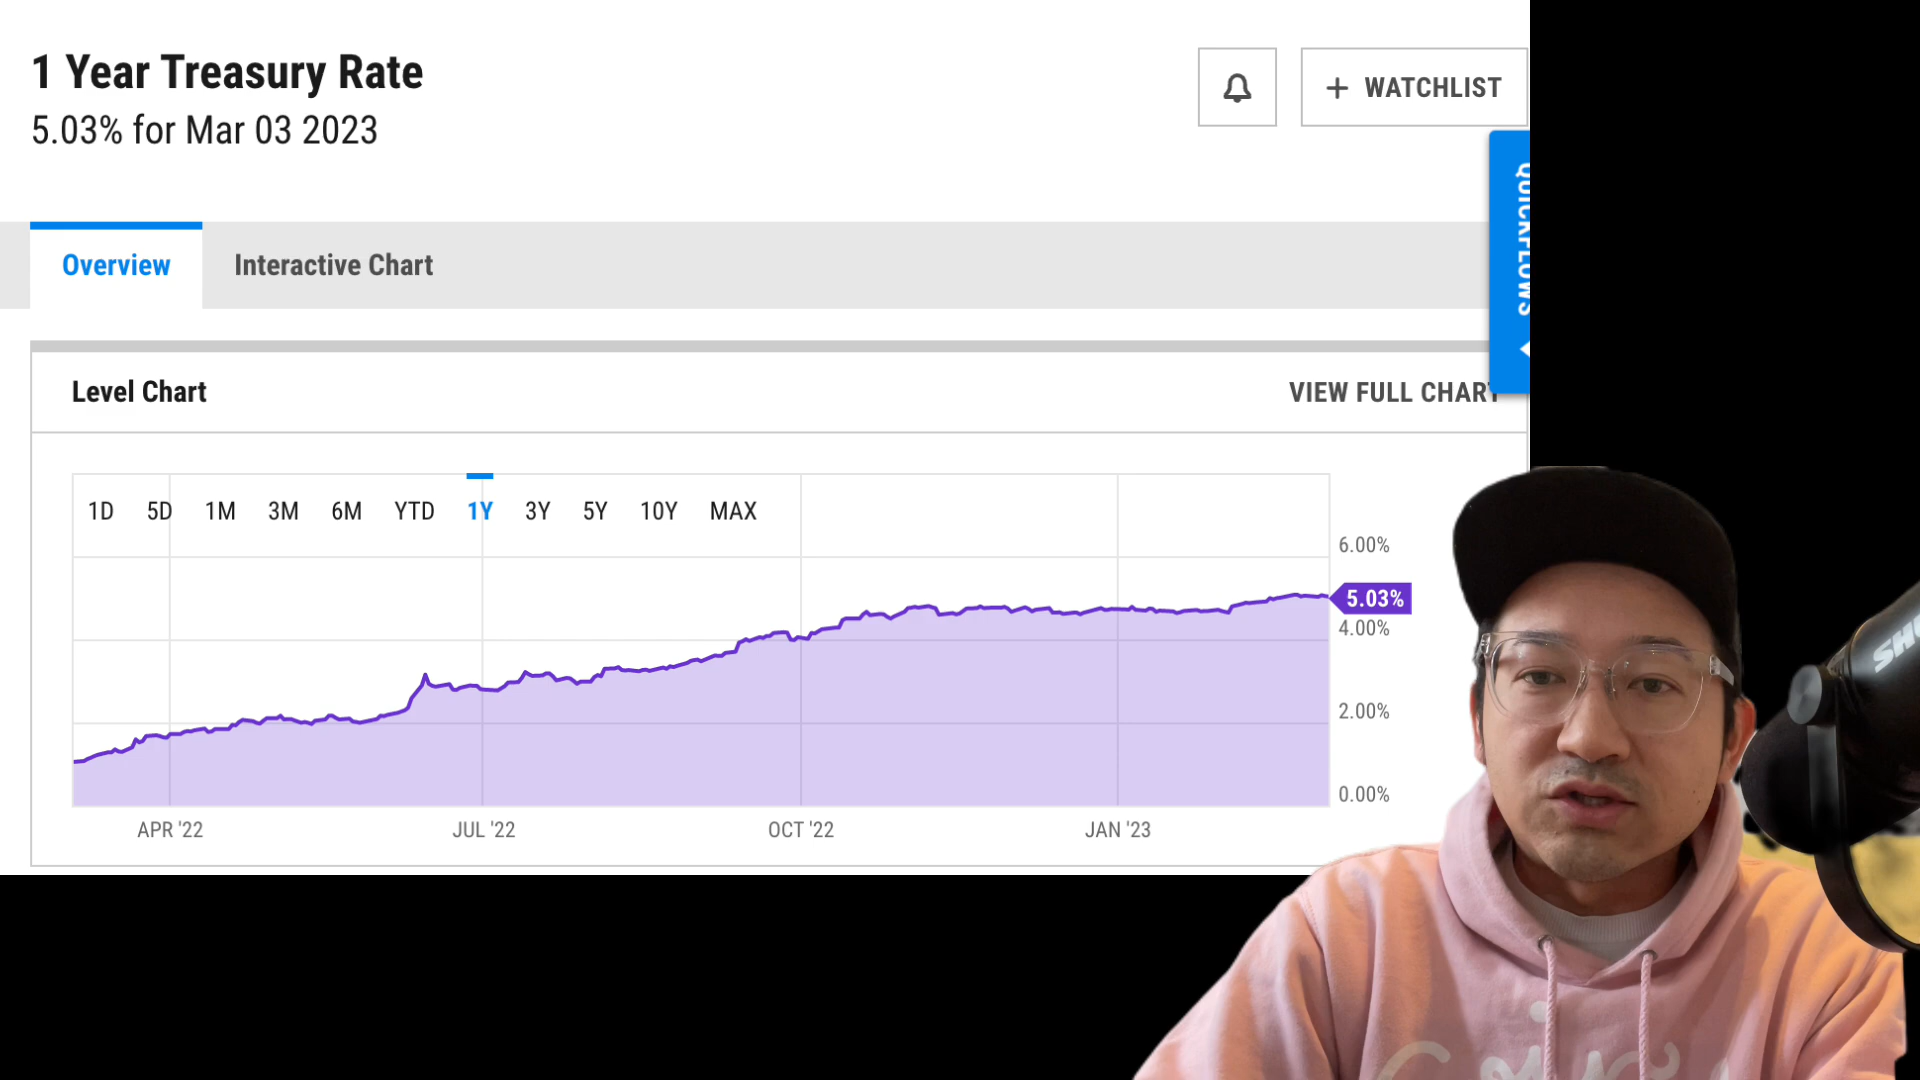 1 Year Treasury Rate
5.03% for Mar 03 2023
WATCHLIST
QUICKFLOWS
Overview
Interactive Chart
Level Chart
VIEW FULL CHART
1D 5D 1M 3M 6M YTD 1Y 3Y 5Y 10Y MAX
6.00%
5.03%
4.00%
2.00%
0.00%
APR '22 JUL '22 OCT '22 JAN '23